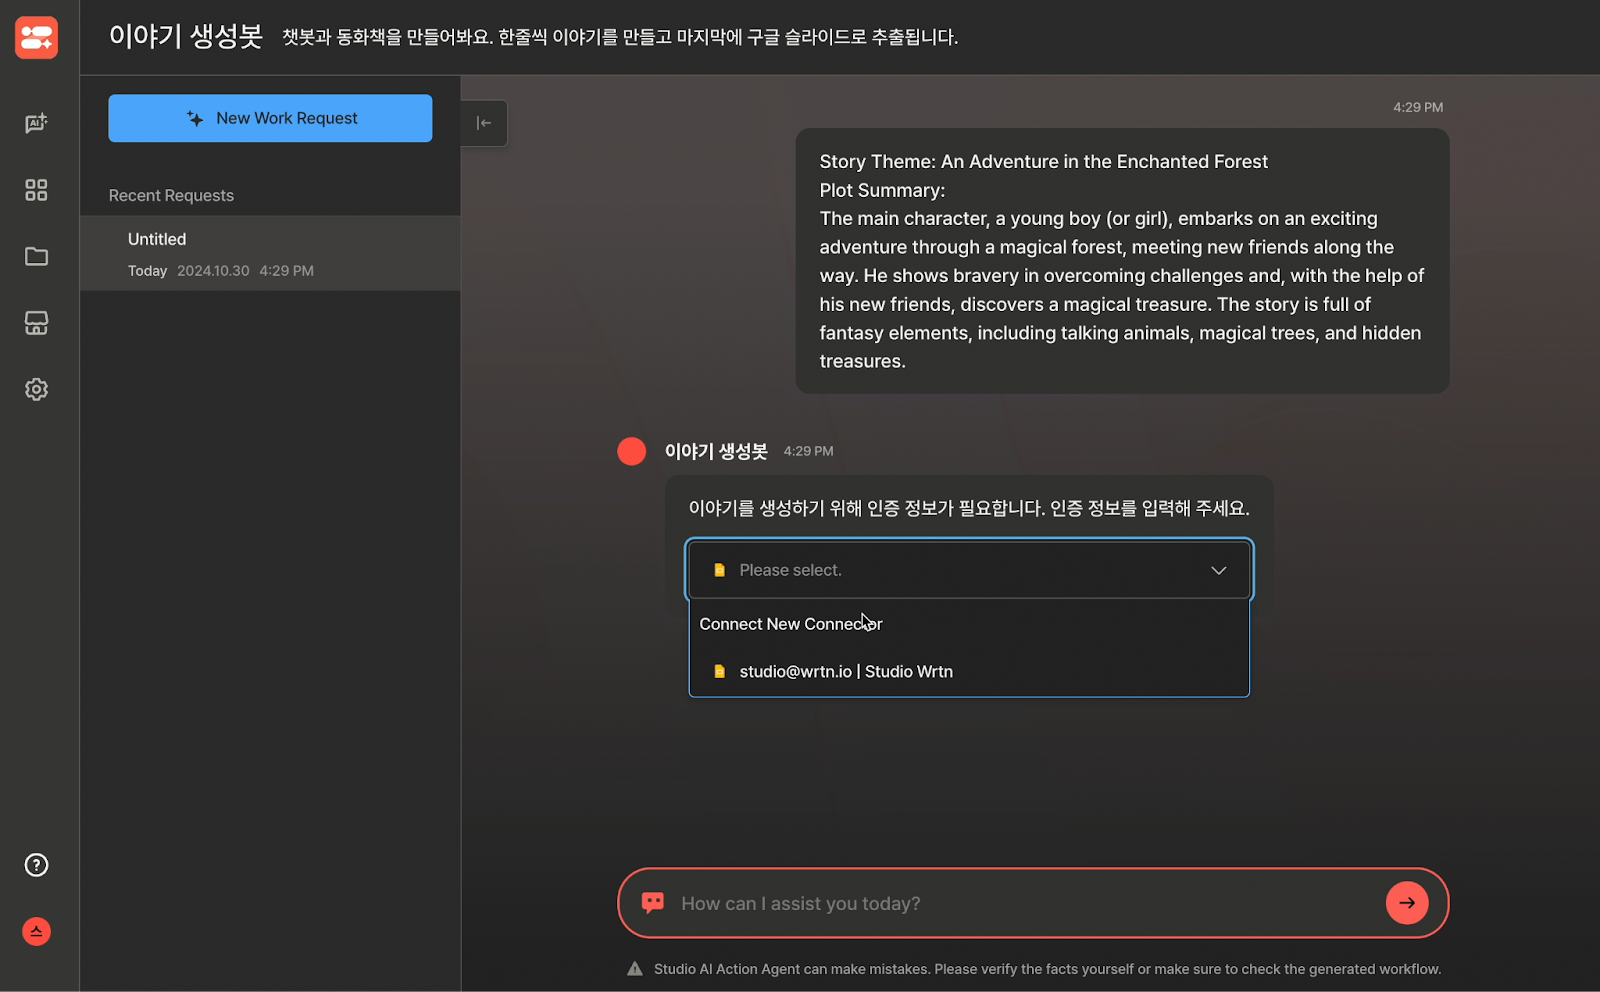 이야기 생성봇 챗봇과 동화책을 만들어봐요. 한줄씩 이야기를 만들고 마지막에 구글 슬라이드로 추출됩니다.
AI
New Work Request
Recent Requests
Untitled
Today 2024.10.30 4:29 PM
4:29 PM
Story Theme: An Adventure in the Enchanted Forest
Plot Summary:
The main character, a young boy (or girl), embarks on an exciting
adventure through a magical forest, meeting new friends along the
way. He shows bravery in overcoming challenges and, with the help of
his new friends, discovers a magical treasure. The story is full of
fantasy elements, including talking animals, magical trees, and hidden
treasures.
이야기 생성봇 4:29 PM
이야기를 생성하기 위해 인증 정보가 필요합니다. 인증 정보를 입력해 주세요.
Please select.
Connect New Connector
studio@wrtn.io | Studio Wrtn
How can I assist you today?
스
Studio AI Action Agent can make mistakes. Please verify the facts yourself or make sure to check the generated workflow.